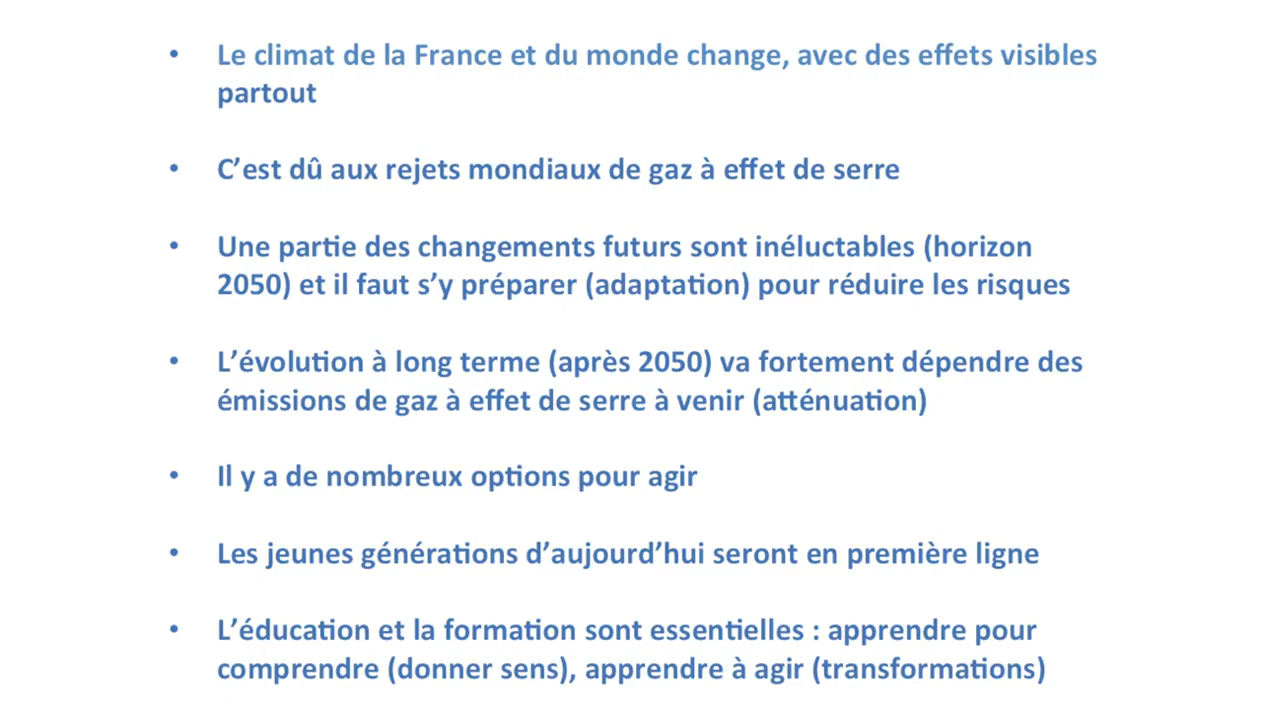 • Le climat de la France et du monde change, avec des effets visibles
partout
• C’est dû aux rejets mondiaux de gaz à effet de serre
• Une partie des changements futurs sont inéluctables (horizon
2050) et il faut s’y préparer (adaptation) pour réduire les risques
• L’évolution à long terme (après 2050) va fortement dépendre des
émissions de gaz à effet de serre à venir (atténuation)
• Il y a de nombreux options pour agir
• Les jeunes générations d’aujourd’hui seront en première ligne
• L’éducation et la formation sont essentielles : apprendre pour
comprendre (donner sens), apprendre à agir (transformations)